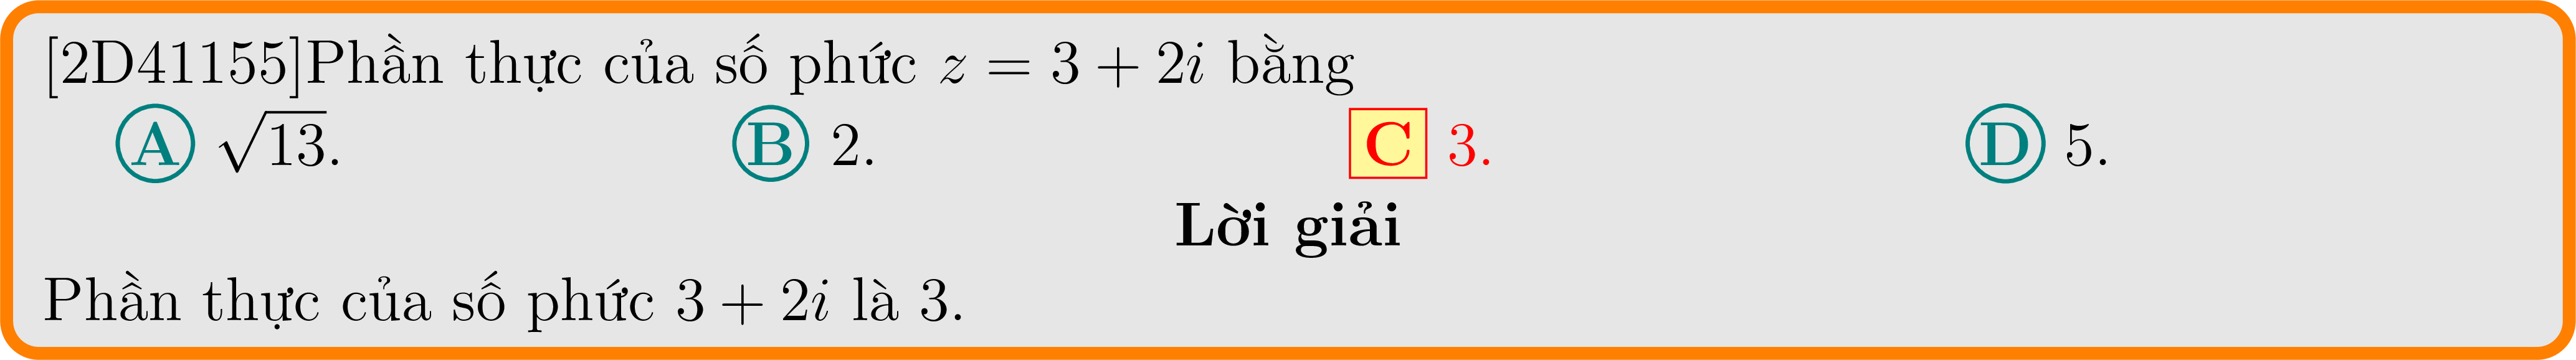 [2D41155]Phần thực của số phức z = 3 + 2i bằng
A √13. B 2. C 3. D 5.
Lời giải
Phần thực của số phức 3 + 2i là 3.